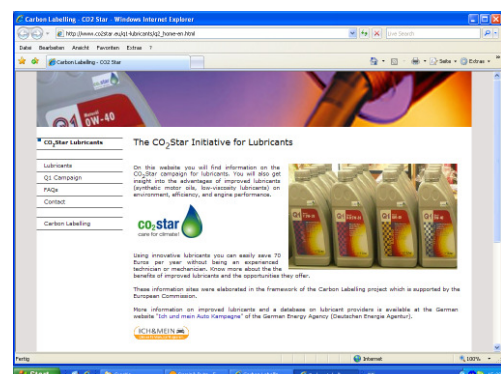 Carbon Labelling - CO2 Star - Windows Internet Explorer
http://www.co2star.eu/q1-lubricants/q2_home-en.html
Live Search
Datei Bearbeiten Ansicht Favoriten Extras ?
Carbon Labelling - CO2 Star
Seite
Extras
Q1
0W-40
CO2Star Lubricants
Lubricants
Q1 Campaign
FAQs
Contact
Carbon Labelling
The CO2Star Initiative for Lubricants
On this website you will find information on the
CO2Star campaign for lubricants. You will also get
insight into the advantages of improved lubricants
(synthetic motor oils, low-viscosity lubricants) on
environment, efficiency, and engine performance.
co2star
care for climate!
Q1
Q1
Q1
Q1
Using innovative lubricants you can easily save 70
Euros per year without being an experienced
technician or mechanician. Know more about the the
benefits of improved lubricants and the opportunities they offer.
These information sites were elaborated in the framework of the Carbon Labelling project which is supported by the
European Commission.
More information on improved lubricants and a database on lubricant providers is available at the German
website "Ich und mein Auto Kampagne" of the German Energy Agency (Deutschen Energie Agentur).
ICH&MEIN
Fertig
Internet
100%
Start